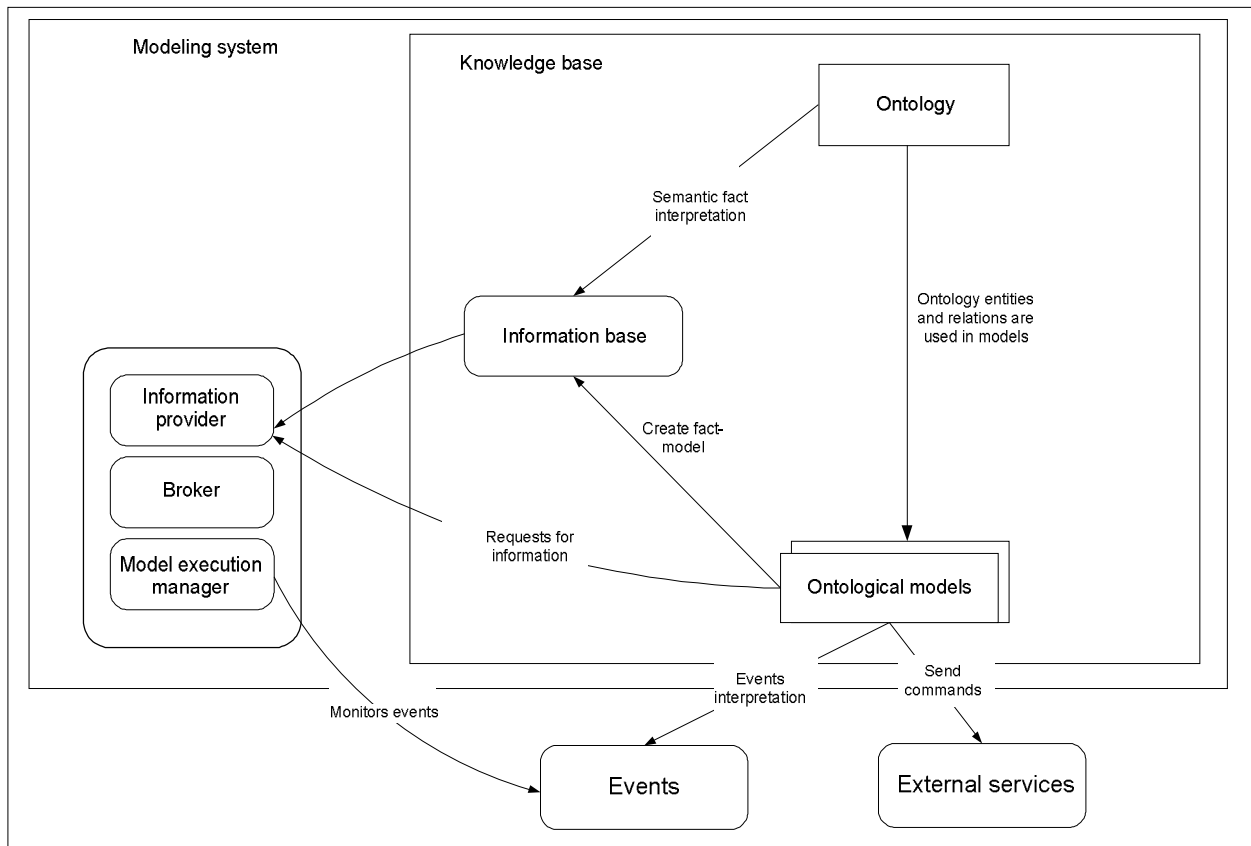 Modeling system
Knowledge base
Ontology
Semantic fact
interpretation
Ontology entities
and relations are
used in models
Information base
Information
provider
Create fact-
model
Broker
Requests for
information
Model execution
manager
Ontological models
Events
interpretation
Send
commands
Monitors events
Events
External services